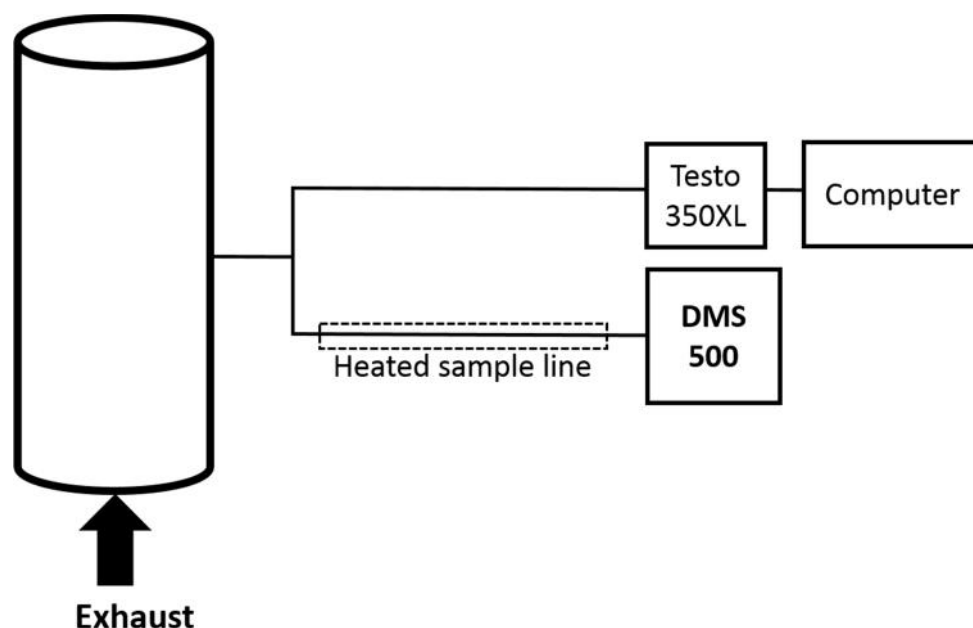 Testo
350XL
Computer
DMS
500
Heated sample line
Exhaust